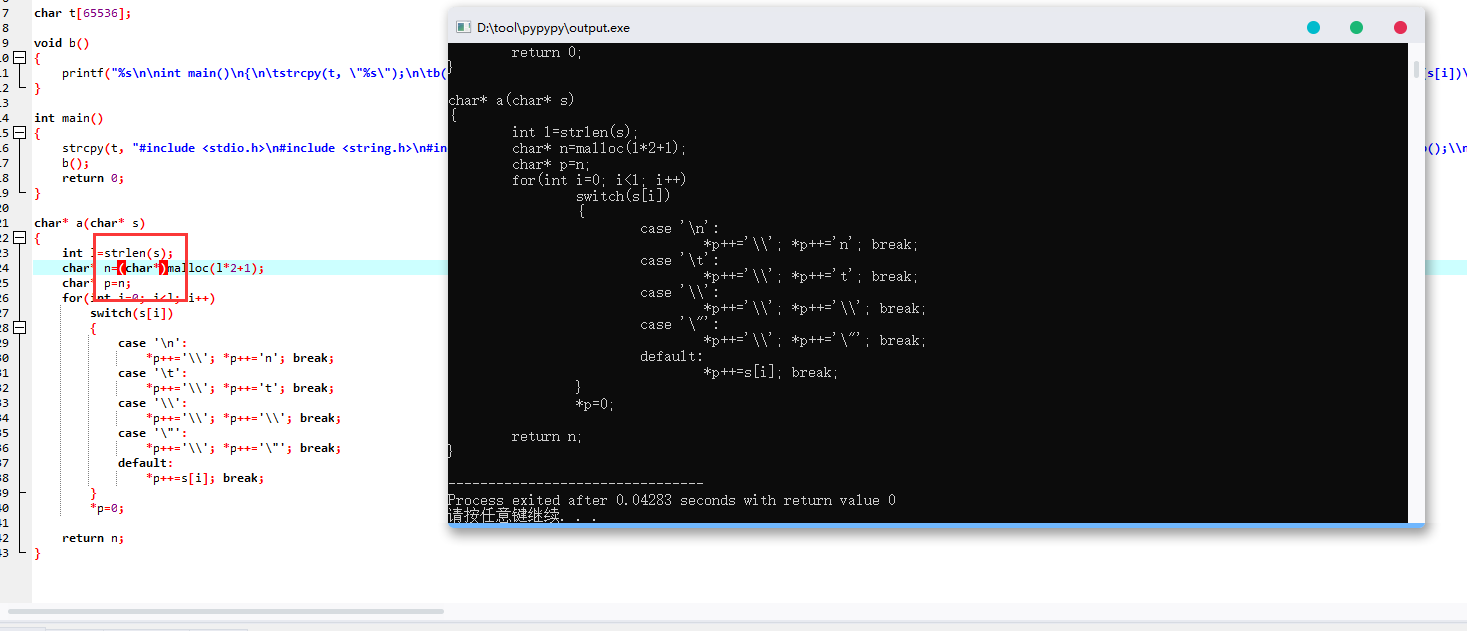 7 char t[65536];
8
9 void b()
10 {
11 printf("%s\n\nint main()\n{\n\tstrcpy(t, \"%s\");\n\tb( s[i])\
12 }
13
14 int main()
15 {
16 strcpy(t, "#include <stdio.h>\n#include <string.h>\n#in ();\\n
17 b();
18 return 0;
19 }
20
21 char* a(char* s)
22 {
23 int l=strlen(s);
24 char* n=(char*)malloc(l*2+1);
25 char* p=n;
26 for(int i=0; i<l; i++)
27 switch(s[i])
28 {
29 case '\n':
30 *p++='\\'; *p++='n'; break;
31 case '\t':
32 *p++='\\'; *p++='t'; break;
33 case '\\':
34 *p++='\\'; *p++='\\'; break;
35 case '\"':
36 *p++='\\'; *p++='\"'; break;
37 default:
38 *p++=s[i]; break;
39 }
40 *p=0;
41
42 return n;
43 }
D:\tool\pypypy\output.exe
return 0;
}
char* a(char* s)
{
int l=strlen(s);
char* n=malloc(l*2+1);
char* p=n;
for(int i=0; i<l; i++)
switch(s[i])
{
case '\n':
*p++='\\'; *p++='n'; break;
case '\t':
*p++='\\'; *p++='t'; break;
case '\\':
*p++='\\'; *p++='\\'; break;
case '\"':
*p++='\\'; *p++='\"'; break;
default:
*p++=s[i]; break;
}
*p=0;
return n;
}
--------------------------------
Process exited after 0.04283 seconds with return value 0
请按任意键继续. . .